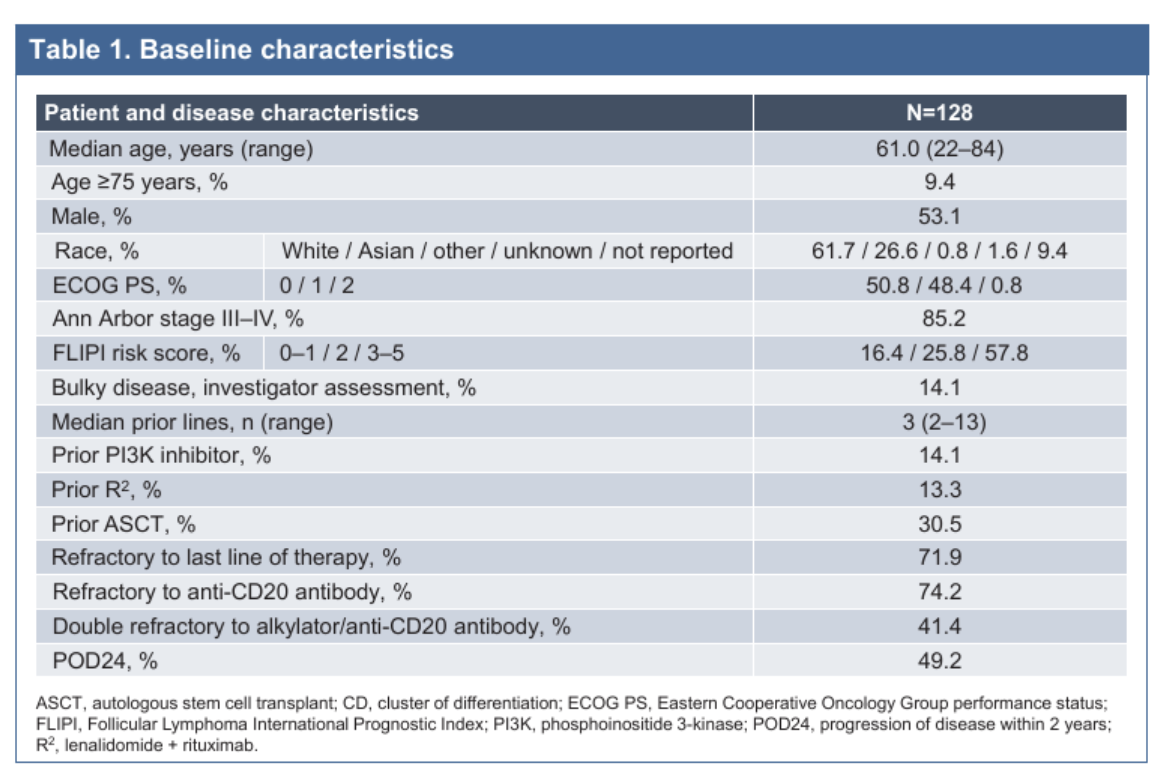 Table 1. Baseline characteristics
Patient and disease characteristics N=128
Median age, years (range) 61.0 (22–84)
Age ≥75 years, % 9.4
Male, % 53.1
Race, % White / Asian / other / unknown / not reported 61.7 / 26.6 / 0.8 / 1.6 / 9.4
ECOG PS, % 0 / 1 / 2 50.8 / 48.4 / 0.8
Ann Arbor stage III–IV, % 85.2
FLIPI risk score, % 0–1 / 2 / 3–5 16.4 / 25.8 / 57.8
Bulky disease, investigator assessment, % 14.1
Median prior lines, n (range) 3 (2–13)
Prior PI3K inhibitor, % 14.1
Prior R², % 13.3
Prior ASCT, % 30.5
Refractory to last line of therapy, % 71.9
Refractory to anti-CD20 antibody, % 74.2
Double refractory to alkylator/anti-CD20 antibody, % 41.4
POD24, % 49.2
ASCT, autologous stem cell transplant; CD, cluster of differentiation; ECOG PS, Eastern Cooperative Oncology Group performance status;
FLIPI, Follicular Lymphoma International Prognostic Index; PI3K, phosphoinositide 3-kinase; POD24, progression of disease within 2 years;
R², lenalidomide + rituximab.